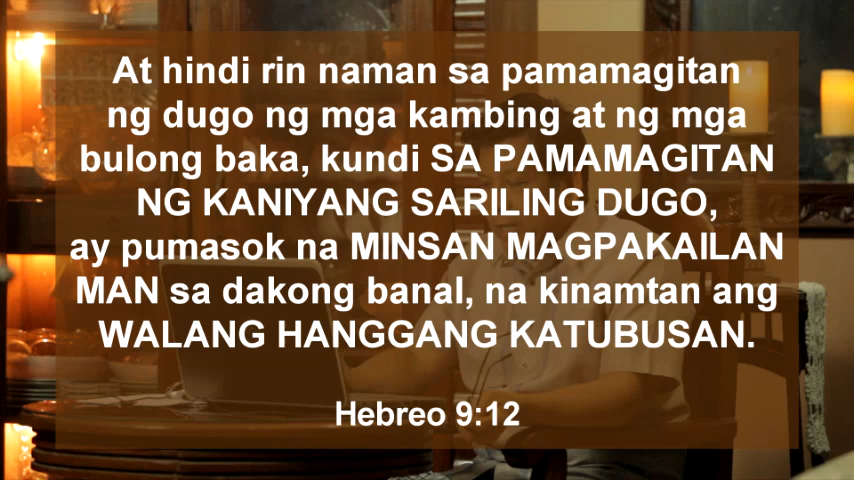 At hindi rin naman sa pamamagitan
ng dugo ng mga kambing at ng mga
bulong baka, kundi SA PAMAMAGITAN
NG KANIYANG SARILING DUGO,
ay pumasok na MINSAN MAGPAKAILAN
MAN sa dakong banal, na kinamtan ang
WALANG HANGGANG KATUBUSAN.
Hebreo 9:12